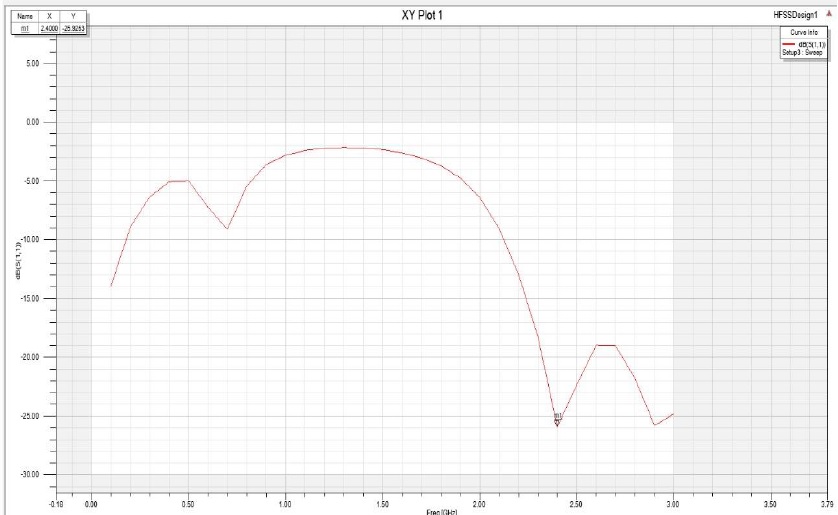 XY Plot 1
HFSSDesign1
Name X Y
m1 2.4000 -25.9253
Curve Info
dB(S(1,1))
Setup3 : Sweep
5.00
0.00
-5.00
-10.00
-15.00
-20.00
-25.00
-30.00
dB(S(1,1))
m1
-0.18 0.00 0.50 1.00 1.50 2.00 2.50 3.00 3.50 3.79
Freq [GHz]